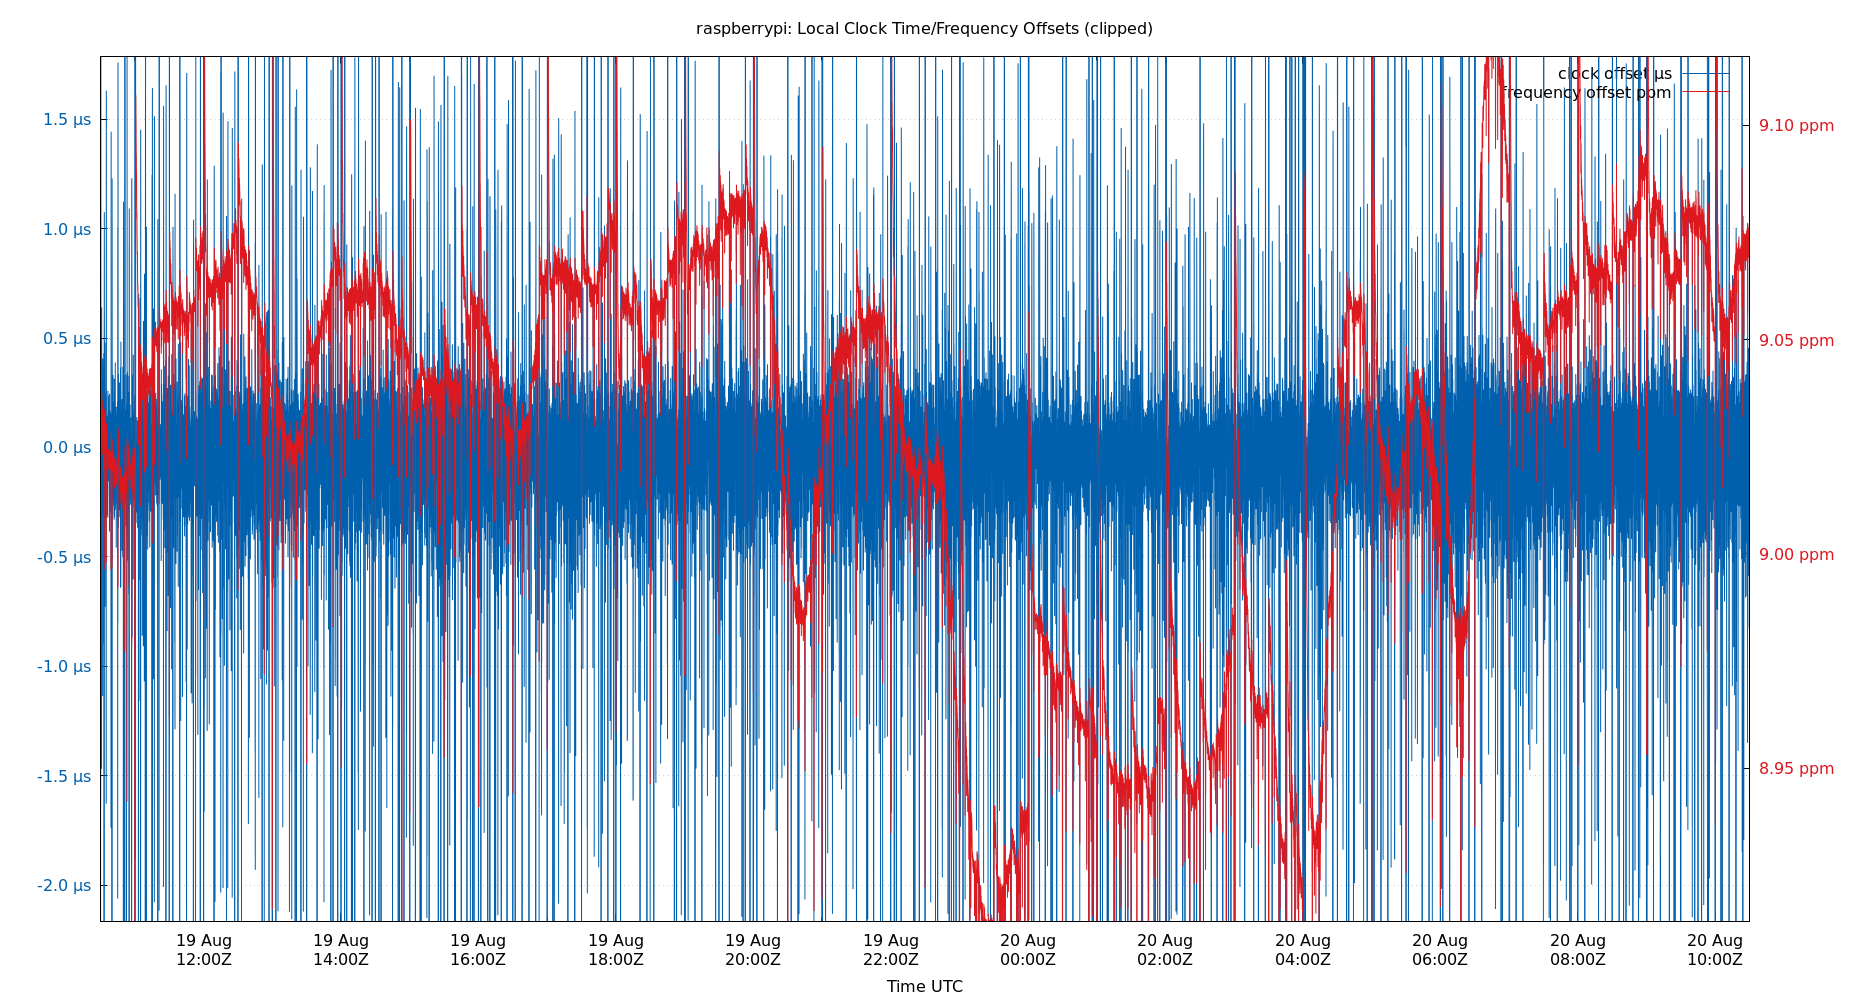 raspberrypi: Local Clock Time/Frequency Offsets (clipped)
clock offset µs
frequency offset ppm
1.5 µs
1.0 µs
0.5 µs
0.0 µs
-0.5 µs
-1.0 µs
-1.5 µs
-2.0 µs
9.10 ppm
9.05 ppm
9.00 ppm
8.95 ppm
19 Aug 19 Aug 19 Aug 19 Aug 19 Aug 19 Aug 20 Aug 20 Aug 20 Aug 20 Aug 20 Aug 20 Aug
12:00Z 14:00Z 16:00Z 18:00Z 20:00Z 22:00Z 00:00Z 02:00Z 04:00Z 06:00Z 08:00Z 10:00Z
Time UTC